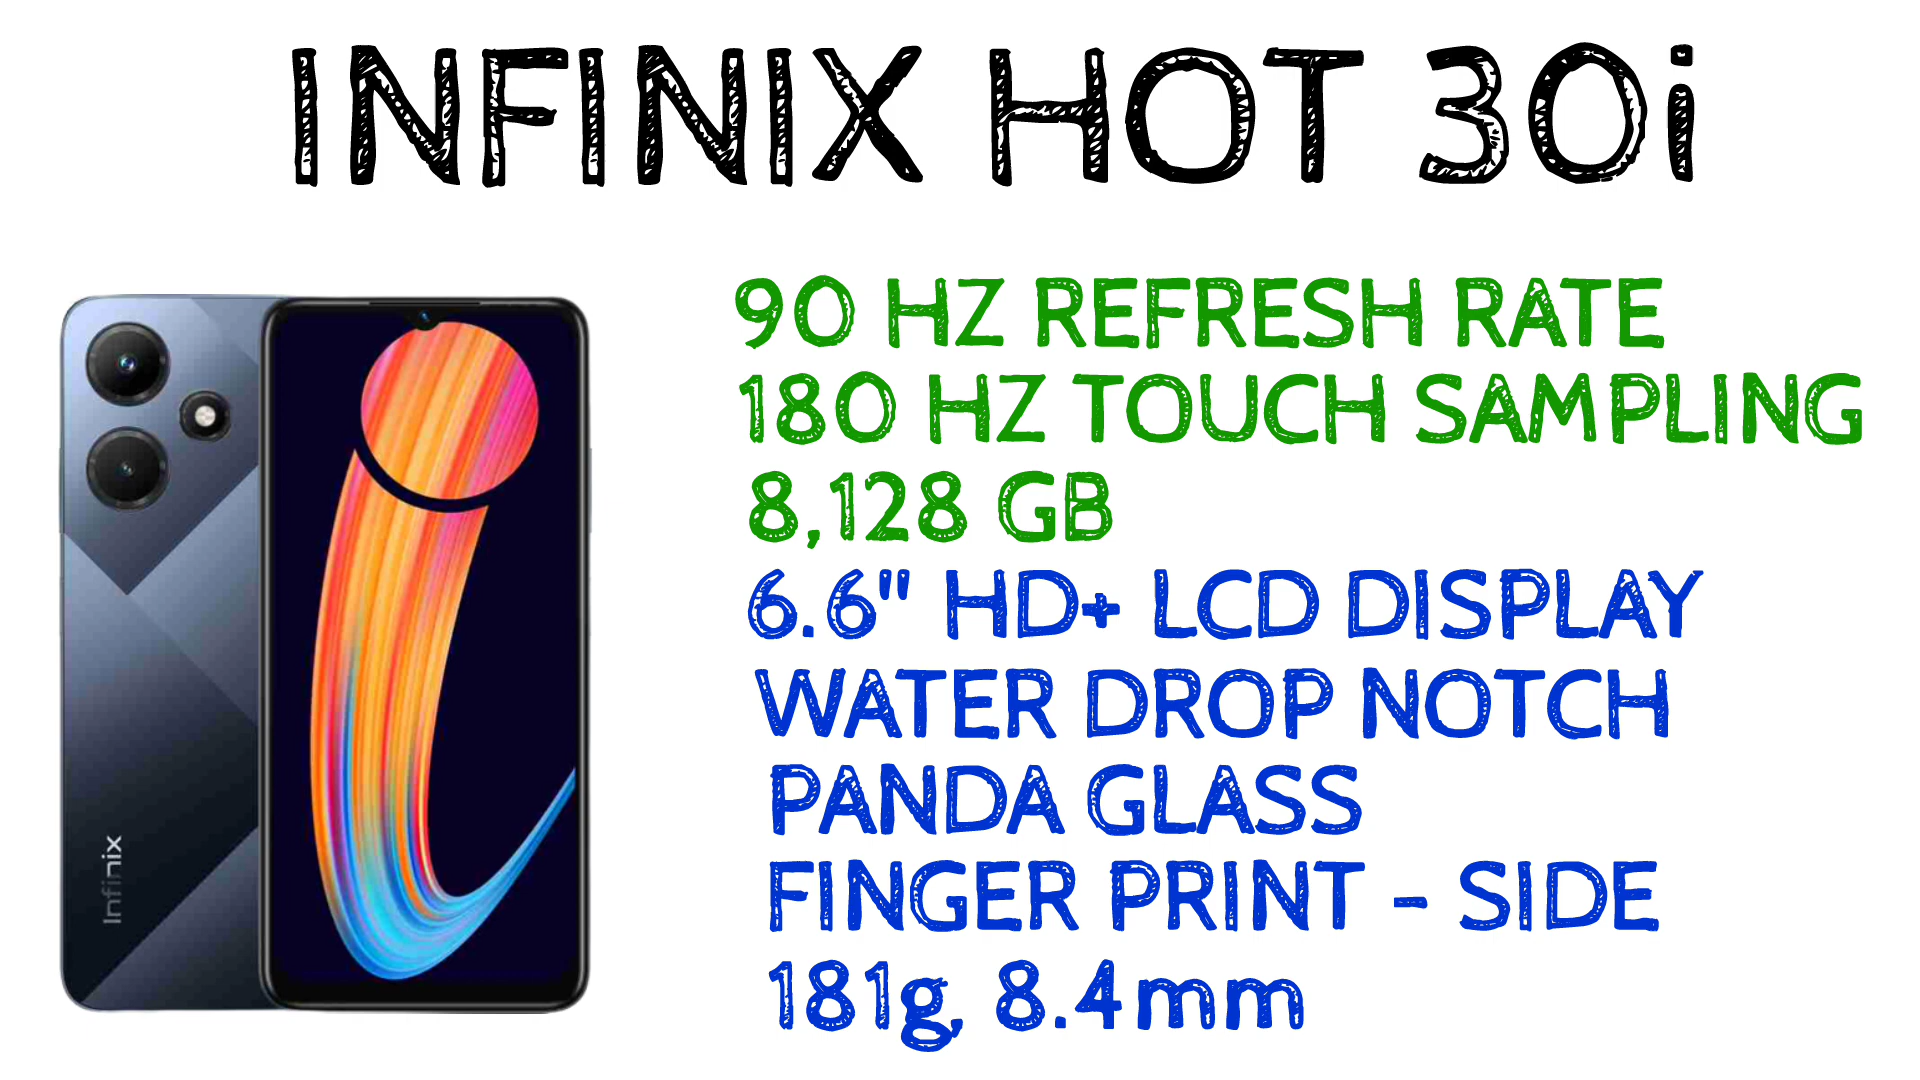 INFINIX HOT 30i
90 HZ REFRESH RATE
180 HZ TOUCH SAMPLING
8,128 GB
6.6" HD+ LCD DISPLAY
WATER DROP NOTCH
PANDA GLASS
FINGER PRINT - SIDE
181g, 8.4mm
Infinix